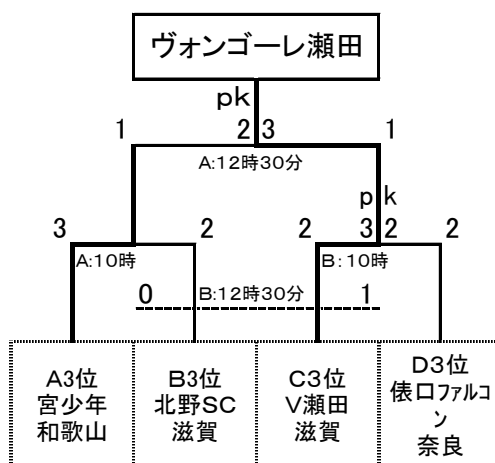 ヴォンゴーレ瀬田
pk
1 2 3 1
A:12時30分
pk
3 2 2 3 2 2
A:10時 B:10時
0 B:12時30分 1
A3位
宮少年
和歌山
B3位
北野SC
滋賀
C3位
V瀬田
滋賀
D3位
俵口ファルコ
ン
奈良